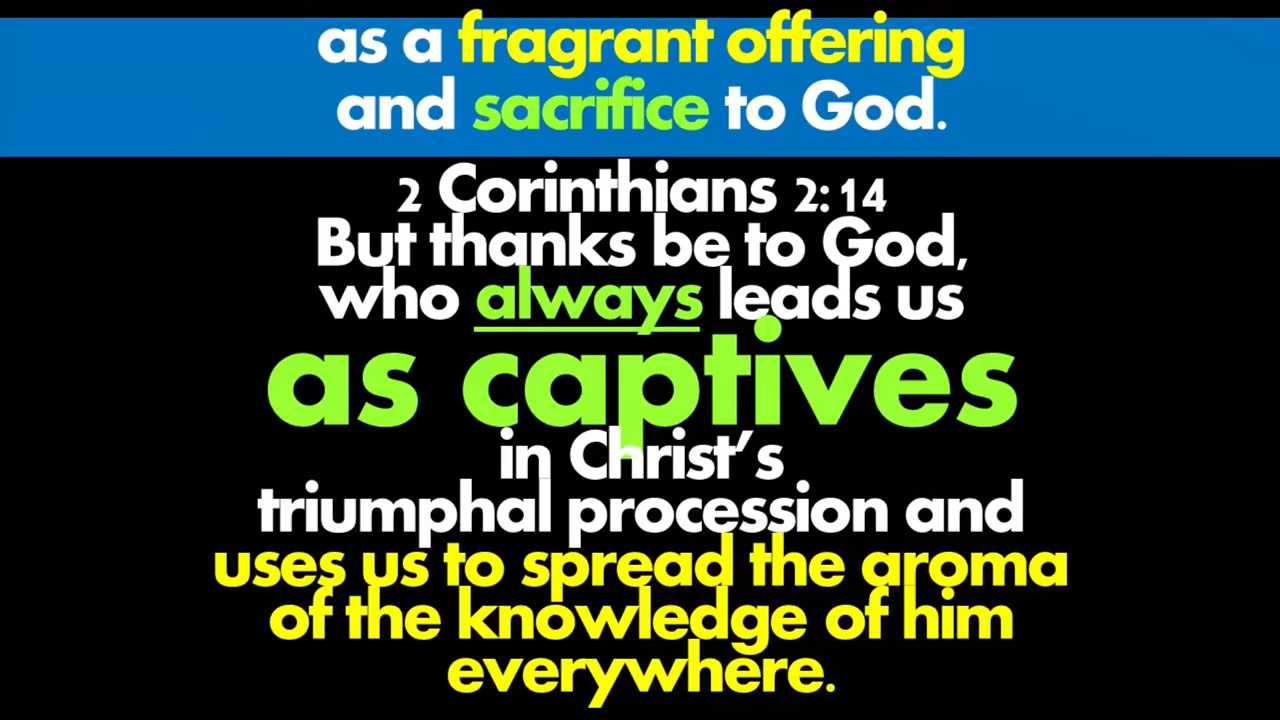 as a fragrant offering
and sacrifice to God.
2 Corinthians 2:14
But thanks be to God,
who always leads us
as captives
in Christ’s
triumphal procession and
uses us to spread the aroma
of the knowledge of him
everywhere.